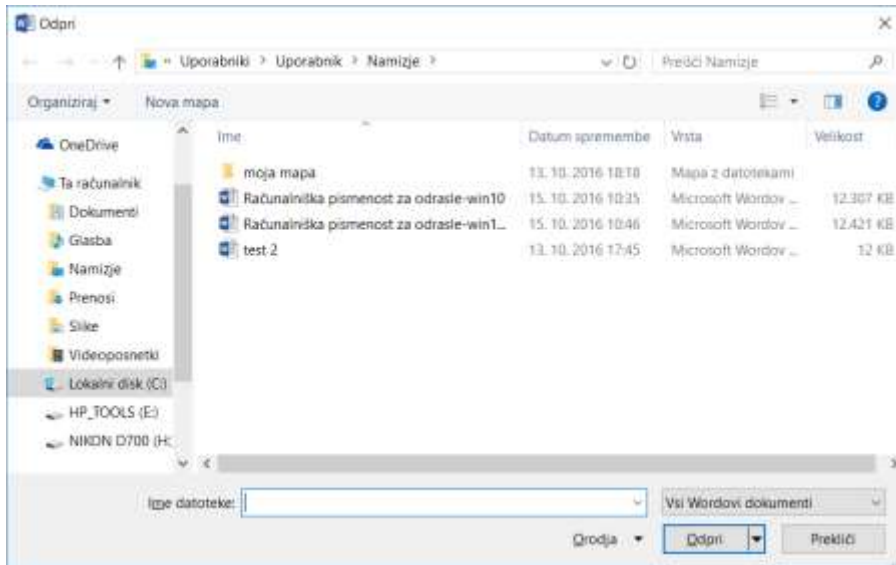 Odpri
« Uporabniki > Uporabnik > Namizje >
Prešči Namizje
Organiziraj
Nova mapa
OneDrive
Ta računalnik
Dokumenti
Glasba
Namizje
Prenosi
Slike
Videoposnetki
Lokalni disk (C:)
HP_TOOLS (E:)
NIKON D700 (H:
Ime Datum spremembe Vrsta Velikost
moja mapa 13. 10. 2016 18:18 Mapa z datotekami
Računalniška pismenost za odrasle-win10 15. 10. 2016 10:35 Microsoft Wordov ... 12.307 KB
Računalniška pismenost za odrasle-win1... 15. 10. 2016 10:46 Microsoft Wordov ... 12.421 KB
test 2 13. 10. 2016 17:45 Microsoft Wordov ... 12 KB
Ime datoteke:
Vsi Wordovi dokumenti
Orodja
Odpri
Prekliči